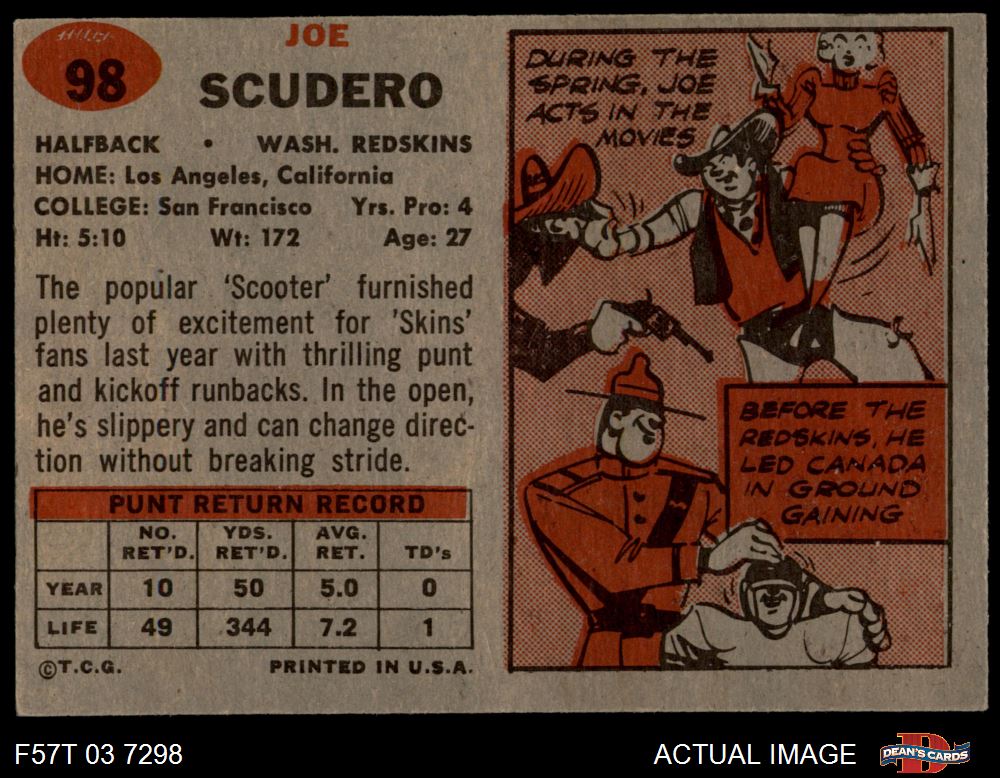 98
JOE
SCUDERO
HALFBACK • WASH. REDSKINS
HOME: Los Angeles, California
COLLEGE: San Francisco Yrs. Pro: 4
Ht: 5:10 Wt: 172 Age: 27
The popular 'Scooter' furnished
plenty of excitement for 'Skins'
fans last year with thrilling punt
and kickoff runbacks. In the open,
he's slippery and can change direc-
tion without breaking stride.
PUNT RETURN RECORD
NO. RET'D. YDS. RET'D. AVG. RET. TD's
YEAR 10 50 5.0 0
LIFE 49 344 7.2 1
©T.C.G. PRINTED IN U.S.A.
DURING THE
SPRING, JOE
ACTS IN THE
MOVIES
BEFORE THE
REDSKINS, HE
LED CANADA
IN GROUND
GAINING
F57T 03 7298 ACTUAL IMAGE DEAN'S CARDS